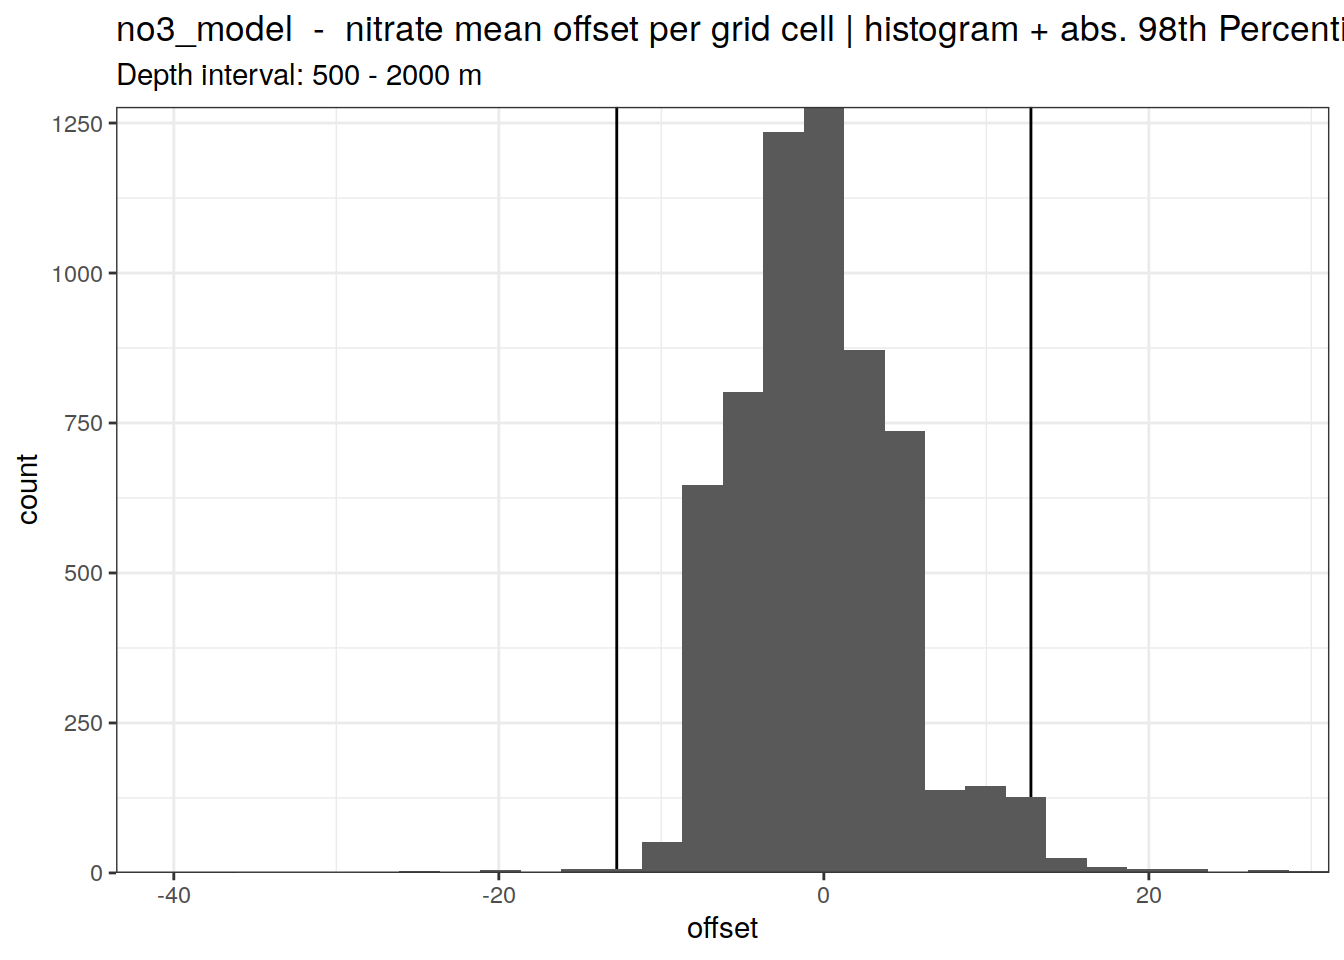 no3_model - nitrate mean offset per grid cell | histogram + abs. 98th Percenti
Depth interval: 500 - 2000 m
1250
1000
750
500
250
0
count
-40 -20 0 20
offset